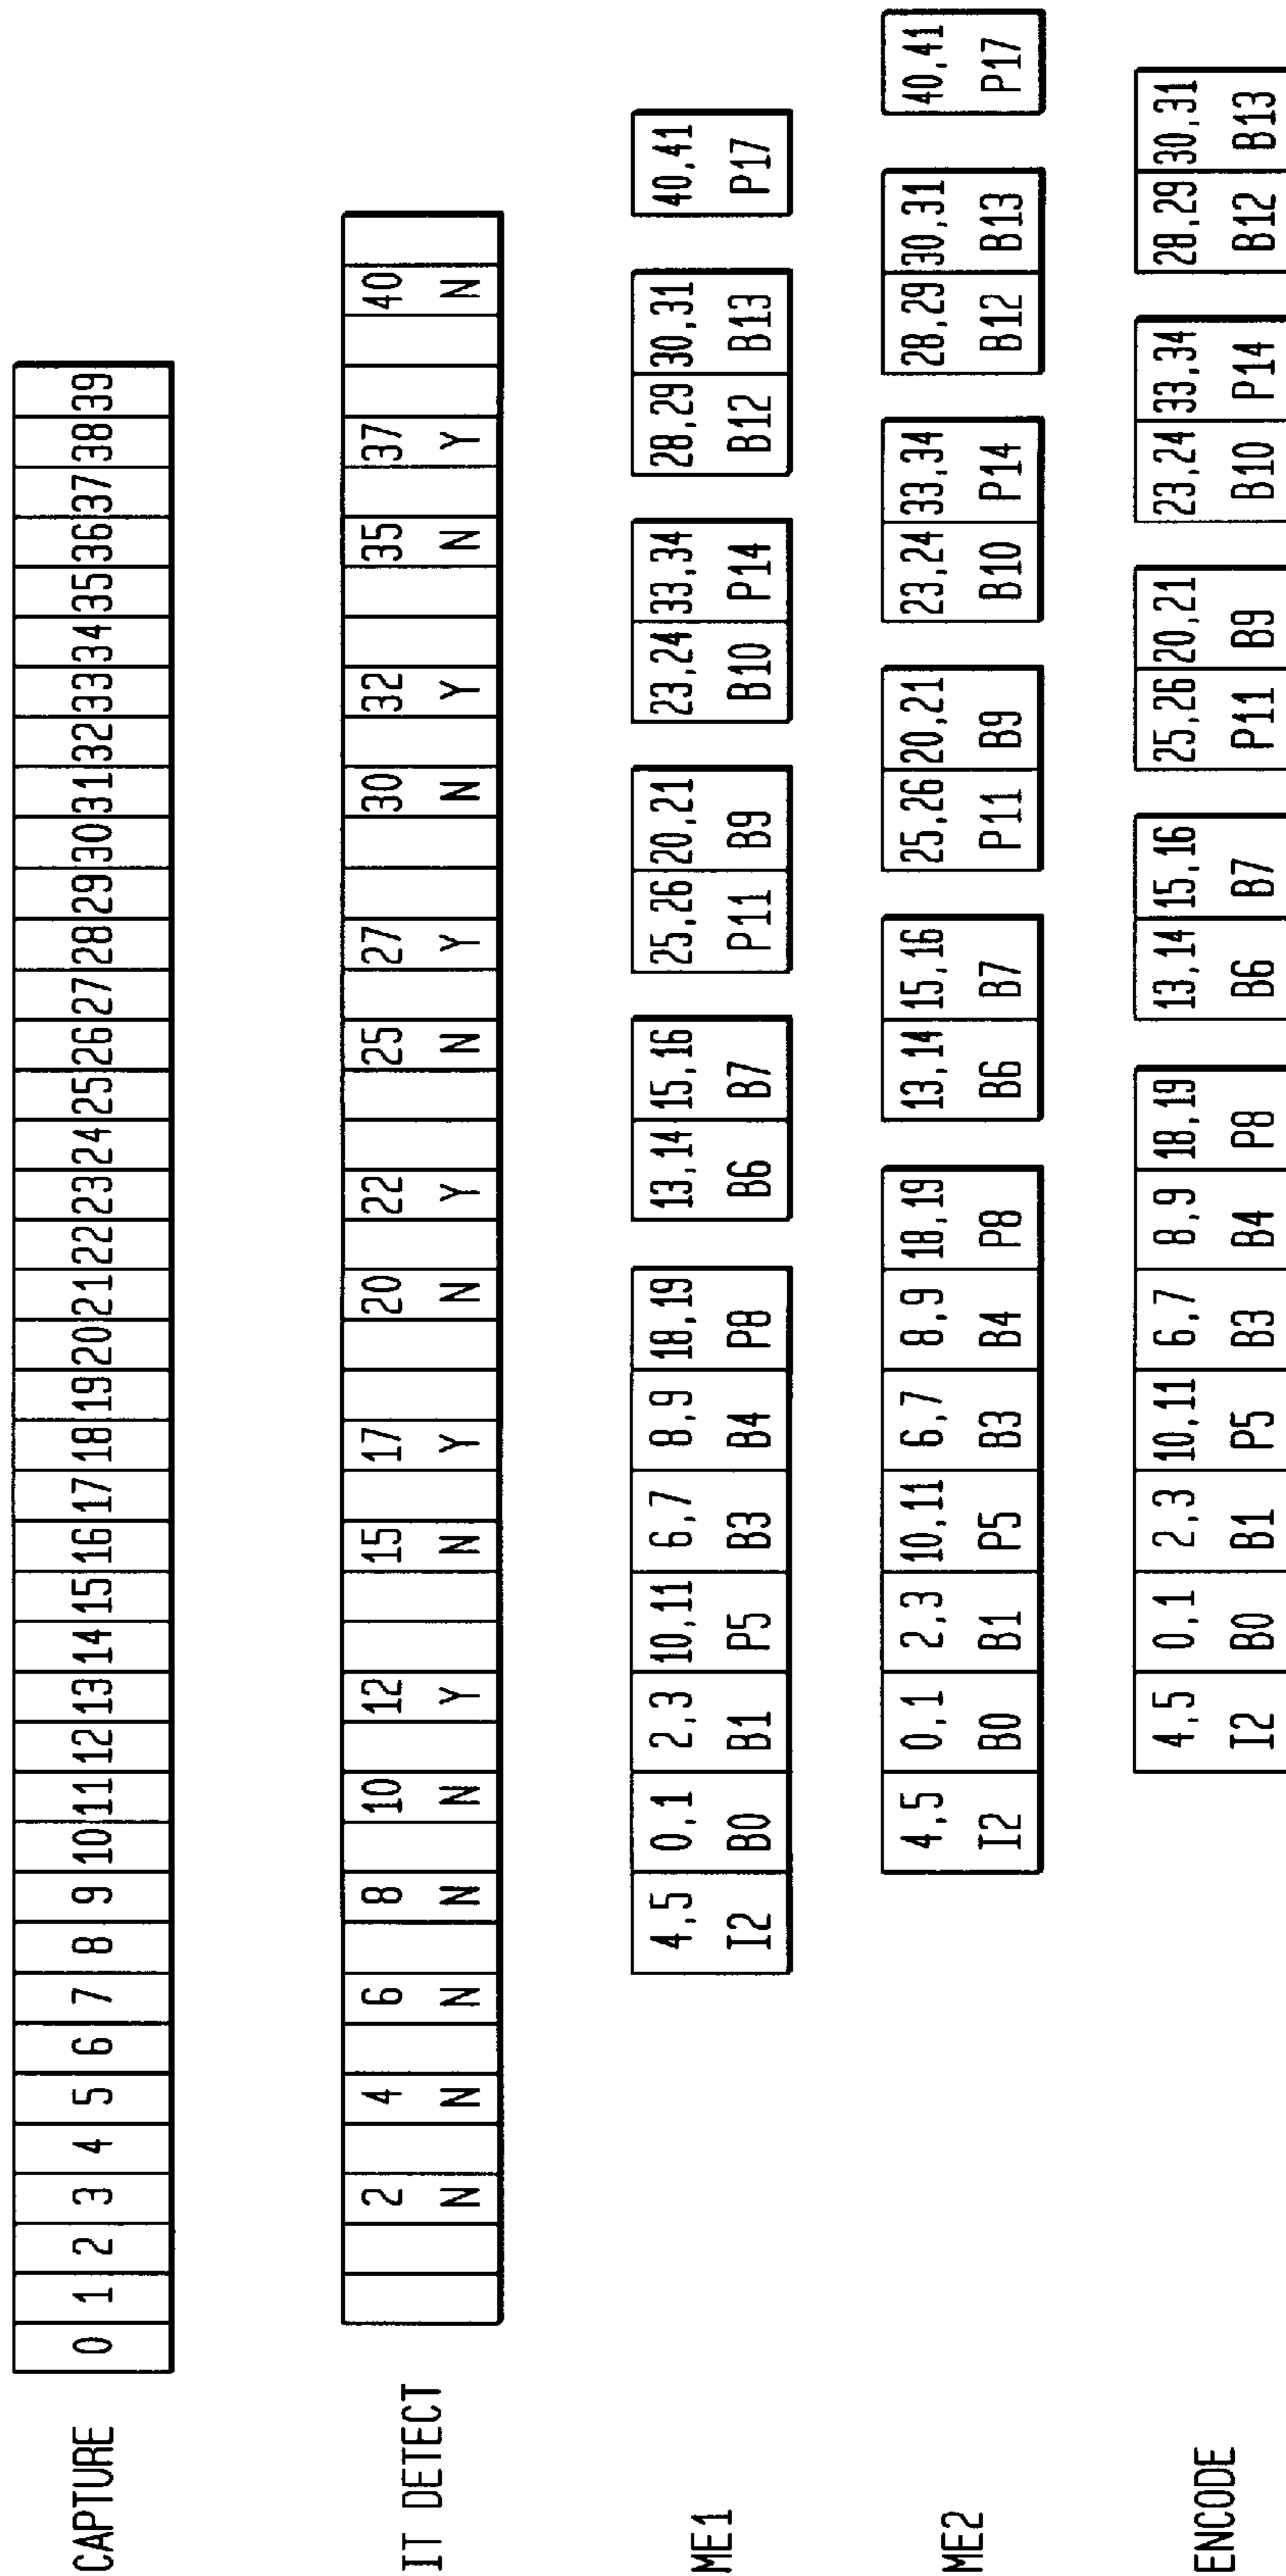 CAPTURE 0 1 2 3 4 5 6 7 8 9 10 11 12 13 14 15 16 17 18 19 20 21 22 23 24 25 26 27 28 29 30 31 32 33 34 35 36 37 38 39
IT DETECT 2 4 6 8 10 12 15 17 20 22 25 27 30 32 35 37 40
N N N N N Y N Y N Y N Y N Y N Y N
ME1 4,5 0,1 2,3 10,11 6,7 8,9 18,19 13,14 15,16 25,26 20,21 23,24 33,34 28,29 30,31 40,41
I2 B0 B1 P5 B3 B4 P8 B6 B7 P11 B9 B10 P14 B12 B13 P17
ME2 4,5 0,1 2,3 10,11 6,7 8,9 18,19 13,14 15,16 25,26 20,21 23,24 33,34 28,29 30,31 40,41
I2 B0 B1 P5 B3 B4 P8 B6 B7 P11 B9 B10 P14 B12 B13 P17
ENCODE 4,5 0,1 2,3 10,11 6,7 8,9 18,19 13,14 15,16 25,26 20,21 23,24 33,34 28,29 30,31
I2 B0 B1 P5 B3 B4 P8 B6 B7 P11 B9 B10 P14 B12 B13